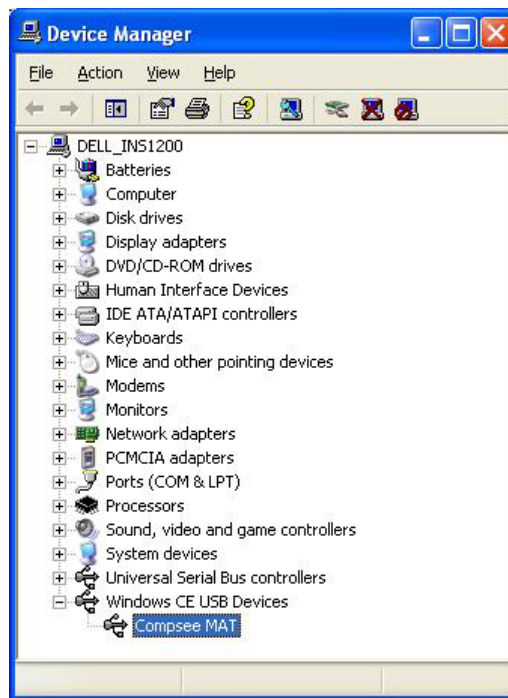 Device Manager
File Action View Help
DELL_INS1200
Batteries
Computer
Disk drives
Display adapters
DVD/CD-ROM drives
Human Interface Devices
IDE ATA/ATAPI controllers
Keyboards
Mice and other pointing devices
Modems
Monitors
Network adapters
PCMCIA adapters
Ports (COM & LPT)
Processors
Sound, video and game controllers
System devices
Universal Serial Bus controllers
Windows CE USB Devices
Compsee MAT